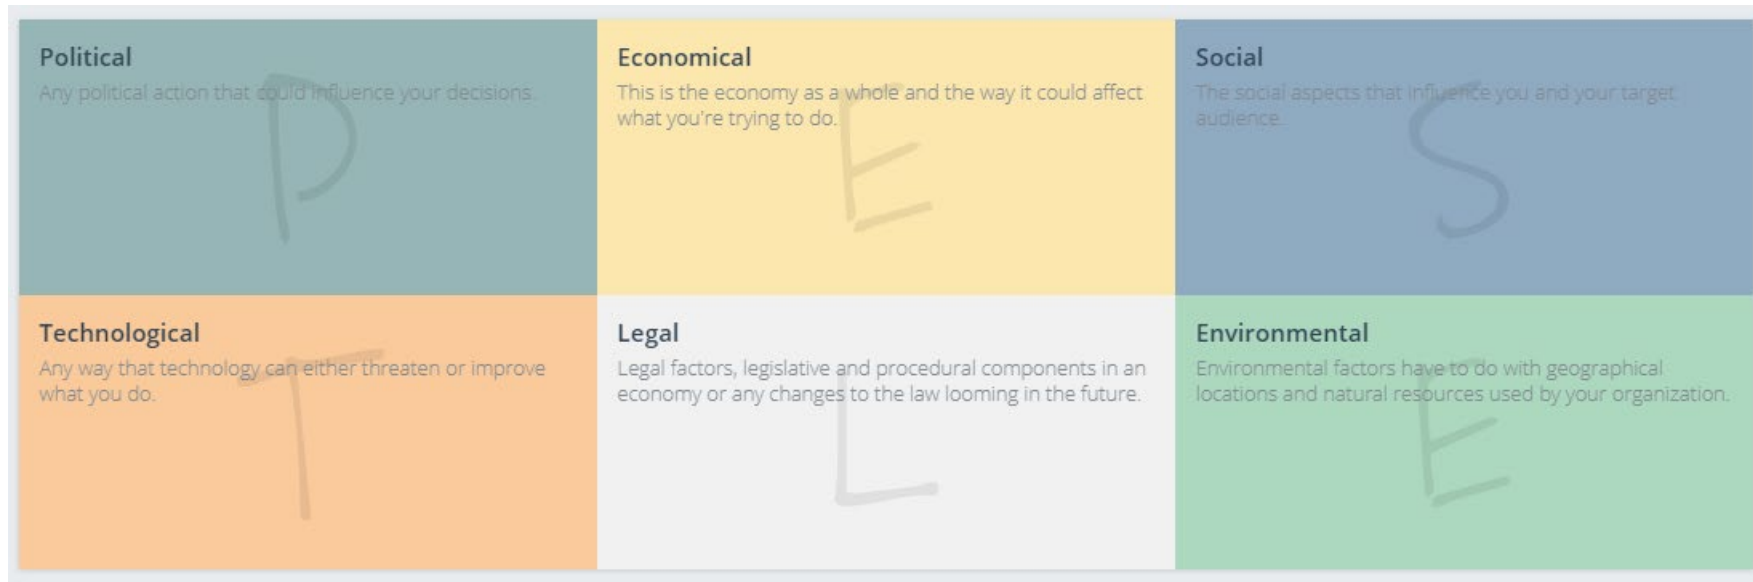 Political
Any political action that could influence your decisions.
P
Economical
This is the economy as a whole and the way it could affect
what you're trying to do.
E
Social
The social aspects that influence you and your target
audience.
S
Technological
Any way that technology can either threaten or improve
what you do.
T
Legal
Legal factors, legislative and procedural components in an
economy or any changes to the law looming in the future.
L
Environmental
Environmental factors have to do with geographical
locations and natural resources used by your organization.
E